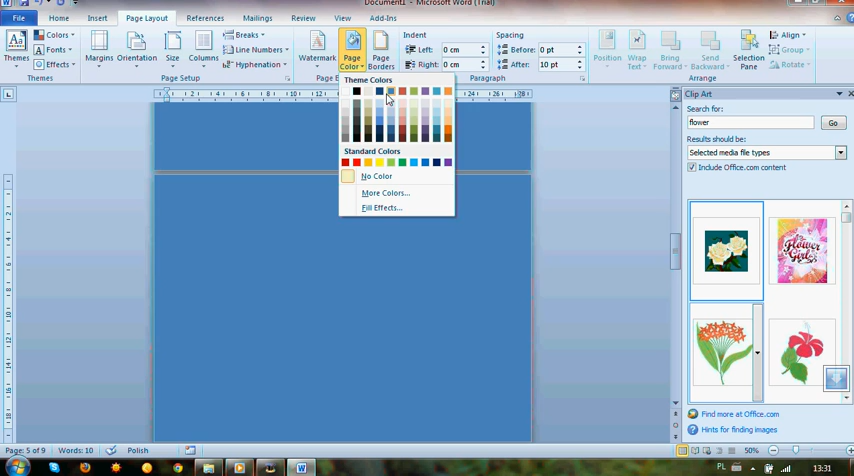 Document1 - Microsoft Word (Trial)
File Home Insert Page Layout References Mailings Review View Add-Ins
Themes Colors Fonts Effects
Margins Orientation Size Columns Breaks Line Numbers Hyphenation
Watermark Page Color Page Borders
Indent Spacing
Left: 0 cm Before: 0 pt
Right: 0 cm After: 10 pt
Position Wrap Text Bring Forward Send Backward Selection Pane Align Group Rotate
Themes Page Setup Paragraph Arrange
Theme Colors
Standard Colors
No Color
More Colors...
Fill Effects...
Clip Art
Search for:
flower Go
Results should be:
Selected media file types
Include Office.com content
Flower Girl
Find more at Office.com
Hints for finding images
Page: 5 of 9 Words: 10 Polish 50%
PL 13:31